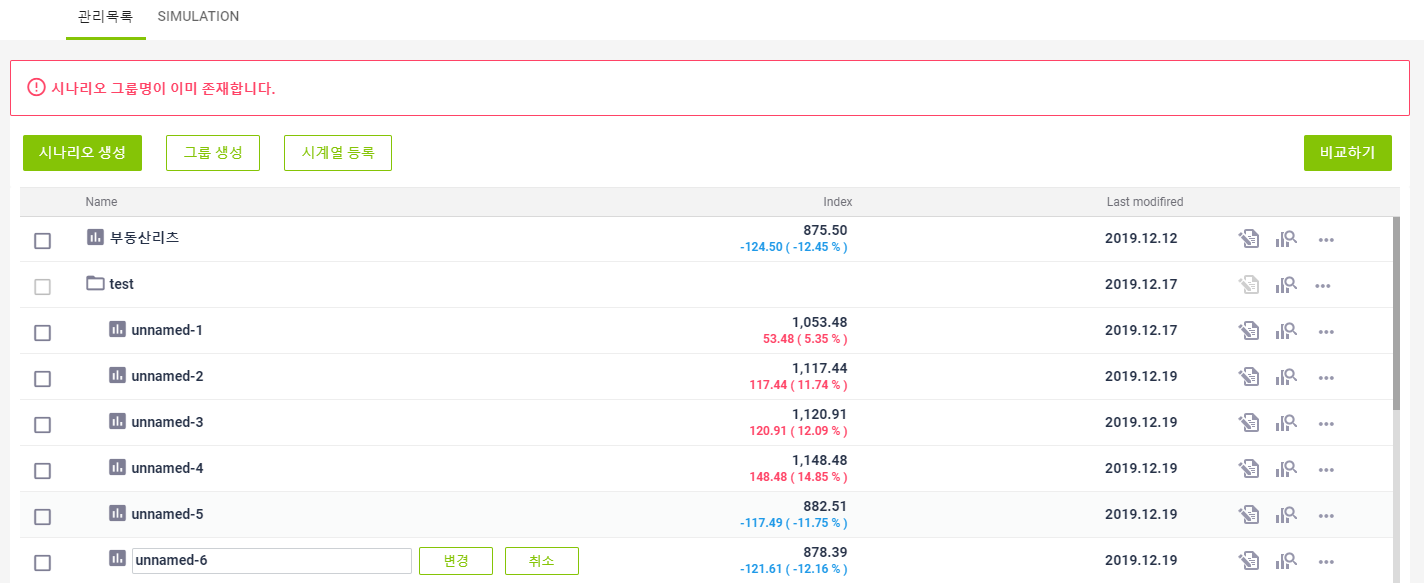 관리목록 SIMULATION
시나리오 그룹명이 이미 존재합니다.
시나리오 생성 그룹 생성 시계열 등록 비교하기
Name Index Last modifired
부동산리츠 875.50 2019.12.12
-124.50 ( -12.45 % )
test 2019.12.17
unnamed-1 1,053.48 2019.12.17
53.48 ( 5.35 % )
unnamed-2 1,117.44 2019.12.19
117.44 ( 11.74 % )
unnamed-3 1,120.91 2019.12.19
120.91 ( 12.09 % )
unnamed-4 1,148.48 2019.12.19
148.48 ( 14.85 % )
unnamed-5 882.51 2019.12.19
-117.49 ( -11.75 % )
unnamed-6 변경 취소 878.39 2019.12.19
-121.61 ( -12.16 % )